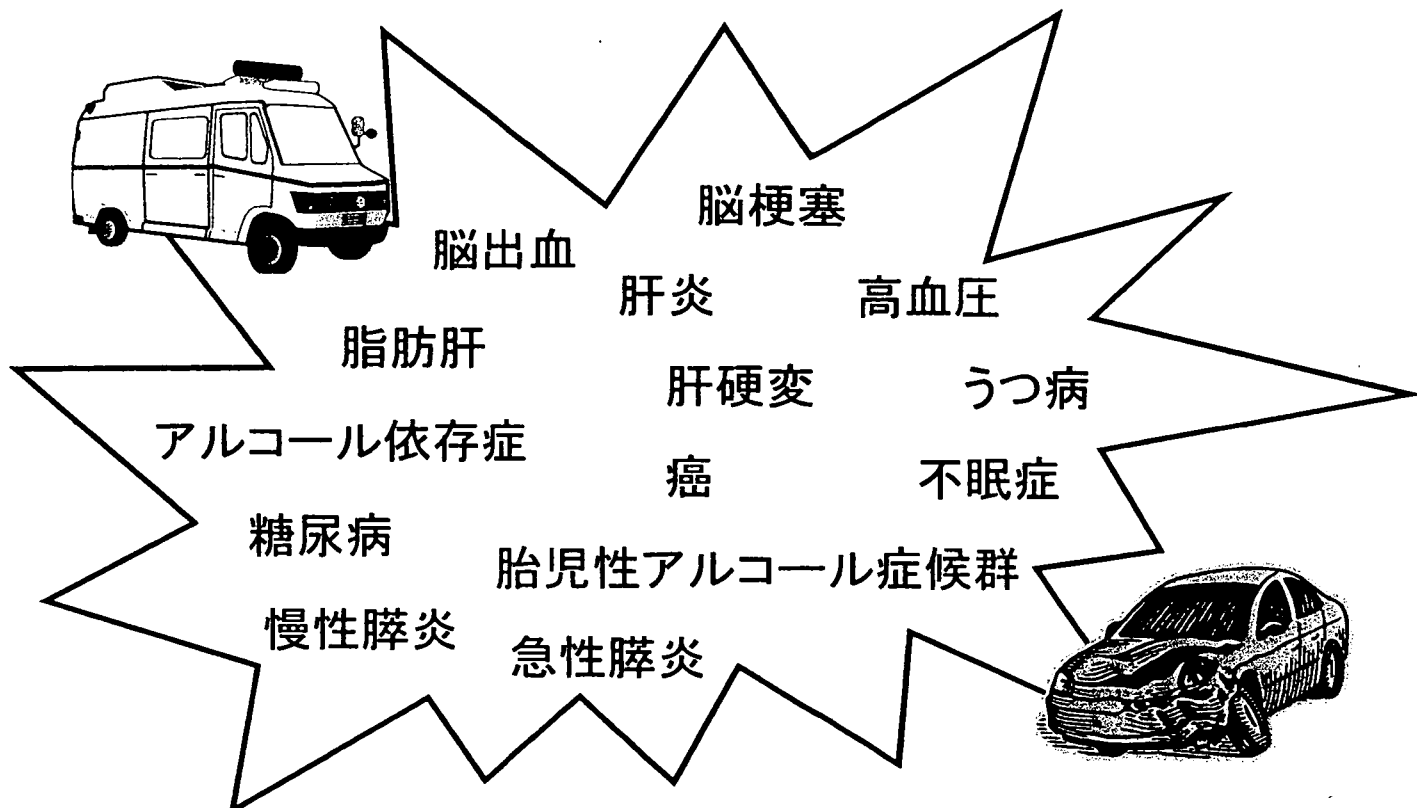 脳梗塞
脳出血
肝炎
高血圧
脂肪肝
肝硬変
うつ病
アルコール依存症
癌
不眠症
糖尿病
胎児性アルコール症候群
慢性膵炎
急性膵炎